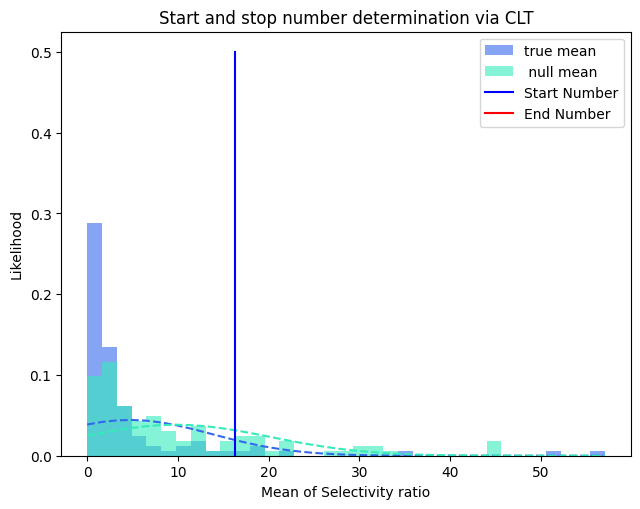 Start and stop number determination via CLT
true mean
null mean
Start Number
End Number
0.5
0.4
0.3
0.2
0.1
0.0
Likelihood
0 10 20 30 40 50
Mean of Selectivity ratio